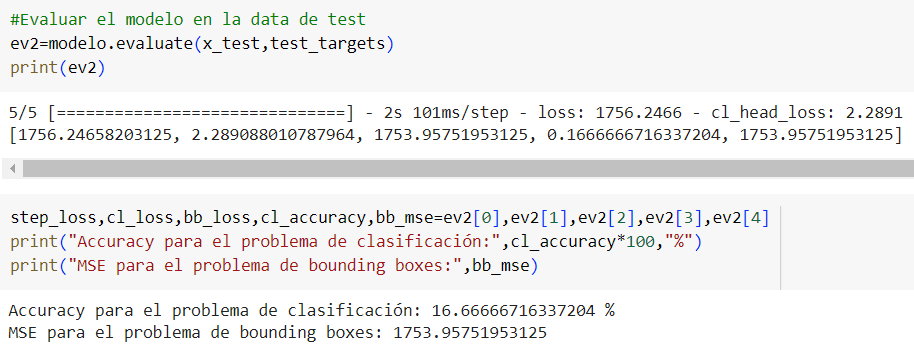 #Evaluar el modelo en la data de test
ev2=modelo.evaluate(x_test,test_targets)
print(ev2)
5/5 [==============================] - 2s 101ms/step - loss: 1756.2466 - cl_head_loss: 2.2891
[1756.24658203125, 2.289088010787964, 1753.95751953125, 0.1666666716337204, 1753.95751953125]
step_loss,cl_loss,bb_loss,cl_accuracy,bb_mse=ev2[0],ev2[1],ev2[2],ev2[3],ev2[4]
print("Accuracy para el problema de clasificación:",cl_accuracy*100,"%")
print("MSE para el problema de bounding boxes:",bb_mse)
Accuracy para el problema de clasificación: 16.66666716337204 %
MSE para el problema de bounding boxes: 1753.95751953125